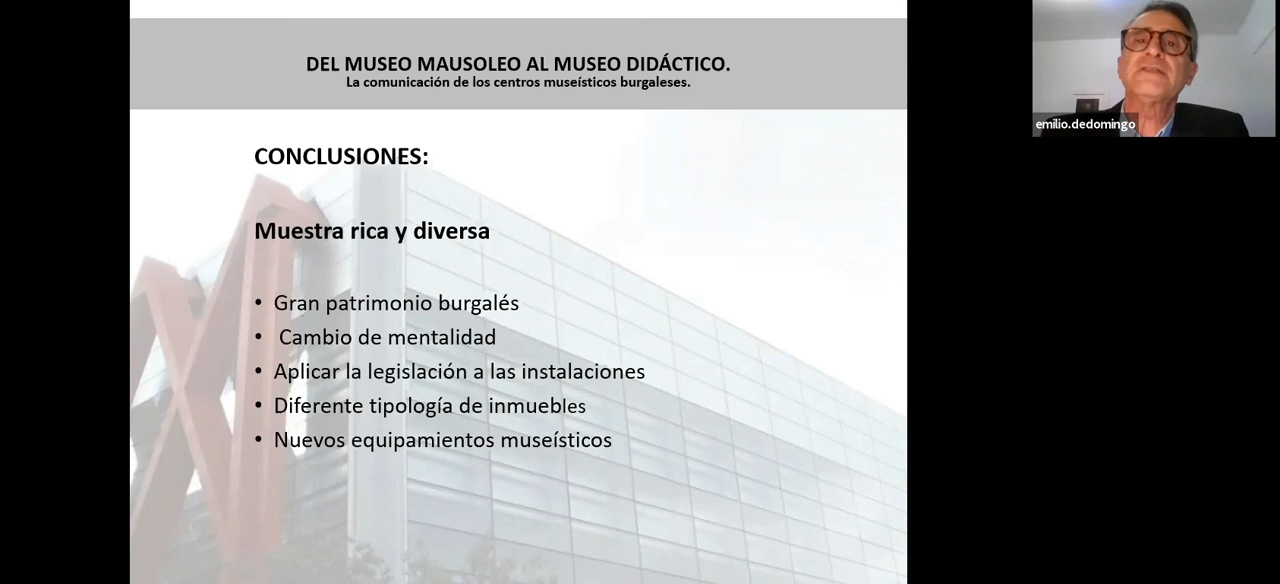 DEL MUSEO MAUSOLEO AL MUSEO DIDÁCTICO.
La comunicación de los centros museísticos burgaleses.
emilio.dedomingo
CONCLUSIONES:
Muestra rica y diversa
• Gran patrimonio burgalés
• Cambio de mentalidad
• Aplicar la legislación a las instalaciones
• Diferente tipología de inmuebles
• Nuevos equipamientos museísticos